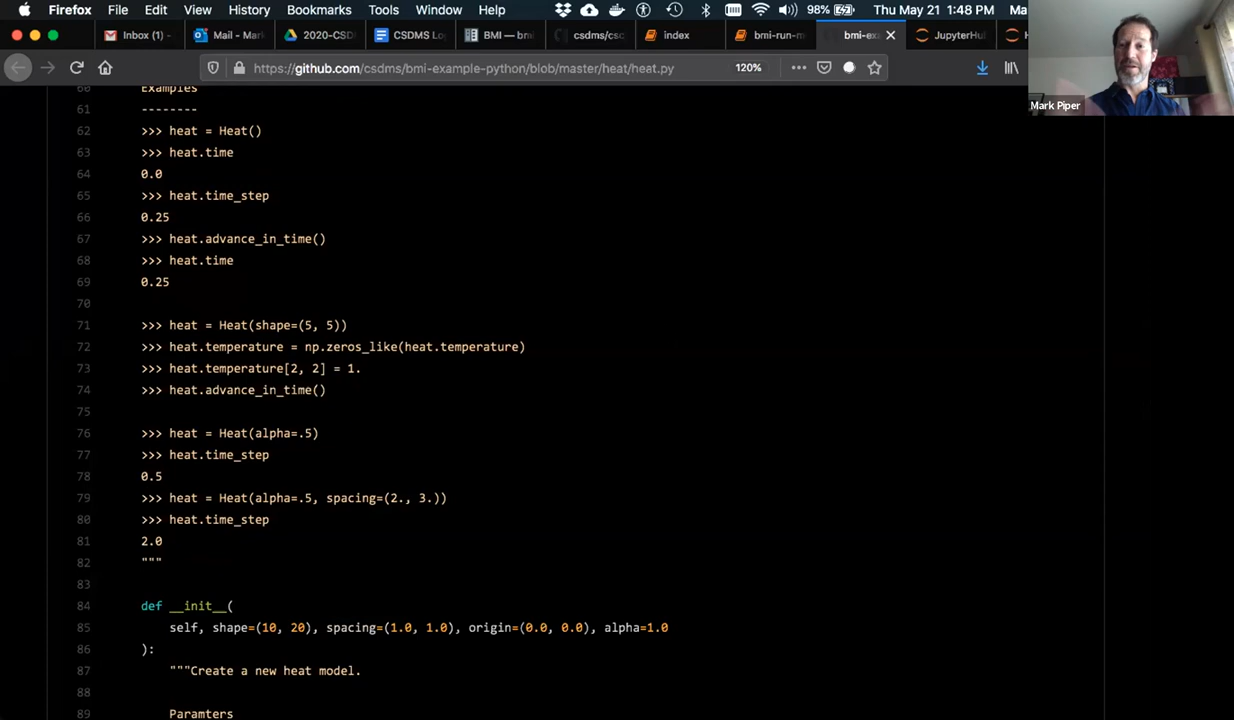 Firefox File Edit View History Bookmarks Tools Window Help 98% Thu May 21 1:48 PM Ma
Inbox (1) - Mail - Mark 2020-CSD CSDMS Lo BMI — bmi csdms/csc index bmi-run-m bmi-exa JupyterHub H
https://github.com/csdms/bmi-example-python/blob/master/heat/heat.py 120%
Mark Piper
60 Examples
61 --------
62 >>> heat = Heat()
63 >>> heat.time
64 0.0
65 >>> heat.time_step
66 0.25
67 >>> heat.advance_in_time()
68 >>> heat.time
69 0.25
70
71 >>> heat = Heat(shape=(5, 5))
72 >>> heat.temperature = np.zeros_like(heat.temperature)
73 >>> heat.temperature[2, 2] = 1.
74 >>> heat.advance_in_time()
75
76 >>> heat = Heat(alpha=.5)
77 >>> heat.time_step
78 0.5
79 >>> heat = Heat(alpha=.5, spacing=(2., 3.))
80 >>> heat.time_step
81 2.0
82 """
83
84 def __init__(
85 self, shape=(10, 20), spacing=(1.0, 1.0), origin=(0.0, 0.0), alpha=1.0
86 ):
87 """Create a new heat model.
88
89 Paramters